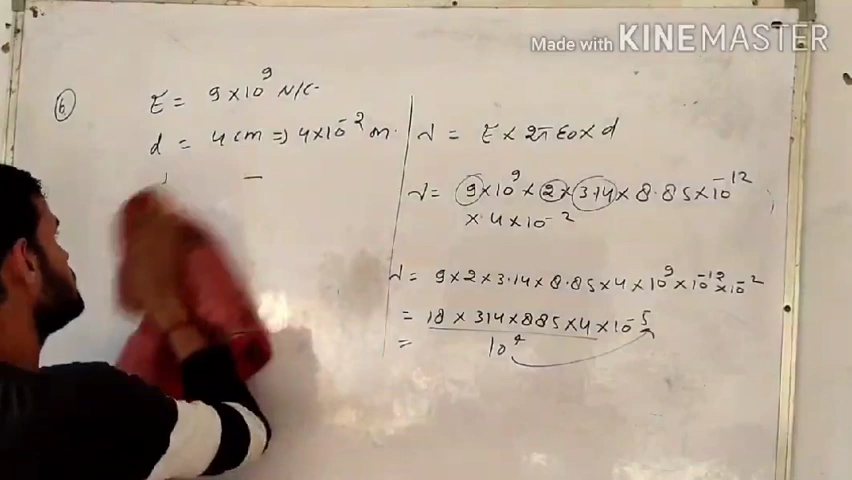 Made with KINEMASTER
6
E = 9×10⁹ N/C
d = 4cm => 4×10⁻² m.
λ = E × 2π ε0 × d
λ = 9×10⁹ × 2 × 3.14 × 8.85 × 10⁻¹²
× 4×10⁻²
λ = 9×2×3.14×8.85×4×10⁹×10⁻¹²×10⁻²
= 18 × 314 × 885 × 4 × 10⁻⁵
= 10⁴